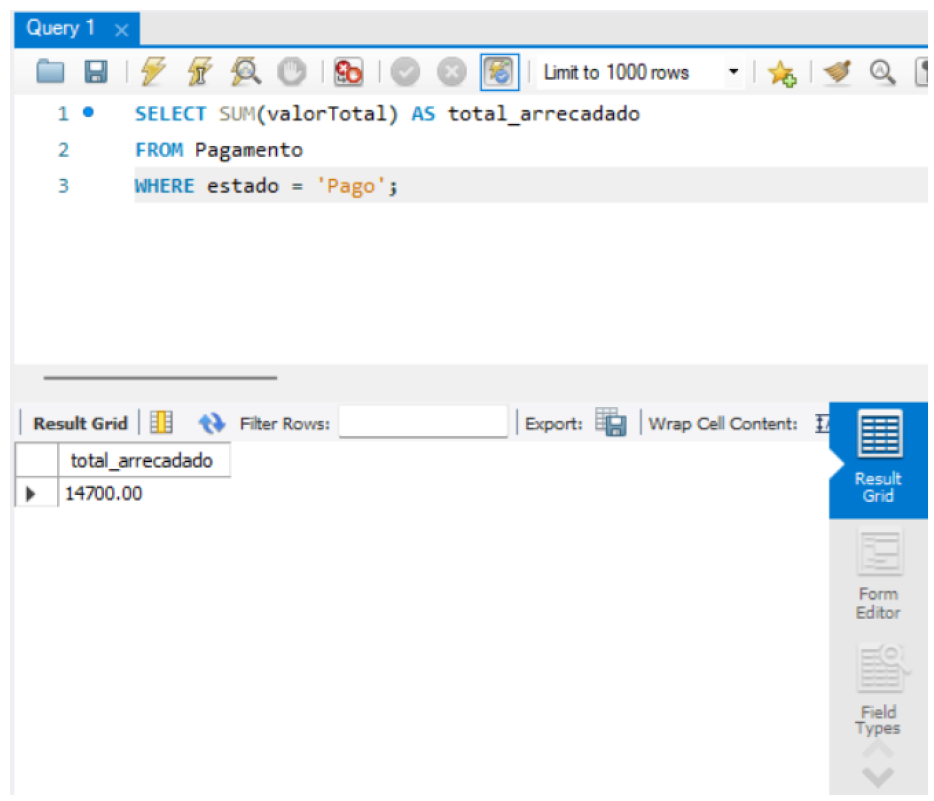 Query 1
Limit to 1000 rows
1 SELECT SUM(valorTotal) AS total_arrecadado
2 FROM Pagamento
3 WHERE estado = 'Pago';
Result Grid Filter Rows: Export: Wrap Cell Content:
total_arrecadado
14700.00
Result
Grid
Form
Editor
Field
Types